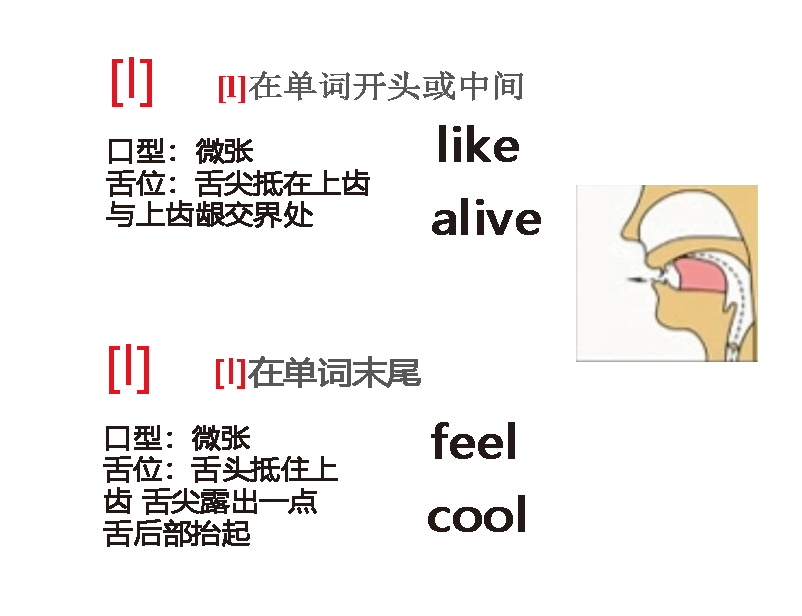 [l] [l]在单词开头或中间
口型：微张
舌位：舌尖抵在上齿
与上齿龈交界处
like
alive
[l] [l]在单词末尾
口型：微张
舌位：舌头抵住上
齿 舌尖露出一点
舌后部抬起
feel
cool